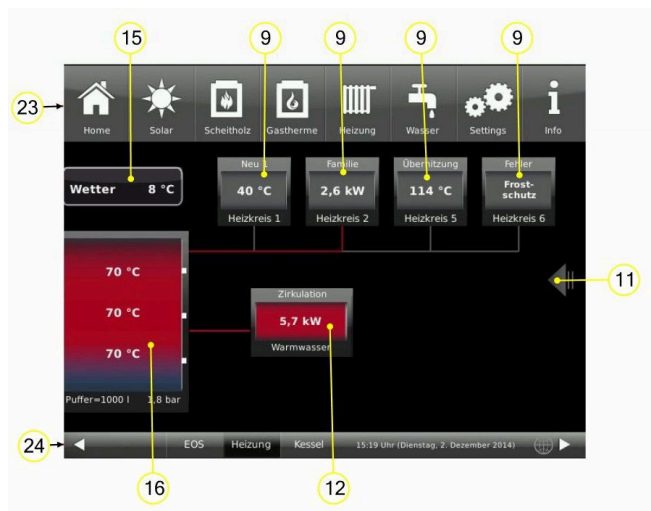 15 9 9 9 9
23
Home Solar Scheitholz Gastherme Heizung Wasser Settings Info
Neu 1 Familie Überhitzung Fehler
Wetter 8 °C
40 °C 2,6 kW 114 °C Frost-
schutz
Heizkreis 1 Heizkreis 2 Heizkreis 5 Heizkreis 6
70 °C
11
Zirkulation
70 °C
5,7 kW
Warmwasser
70 °C
Puffer=1000 l 1,8 bar
24
EOS Heizung Kessel 15:19 Uhr (Dienstag, 2. Dezember 2014)
16 12